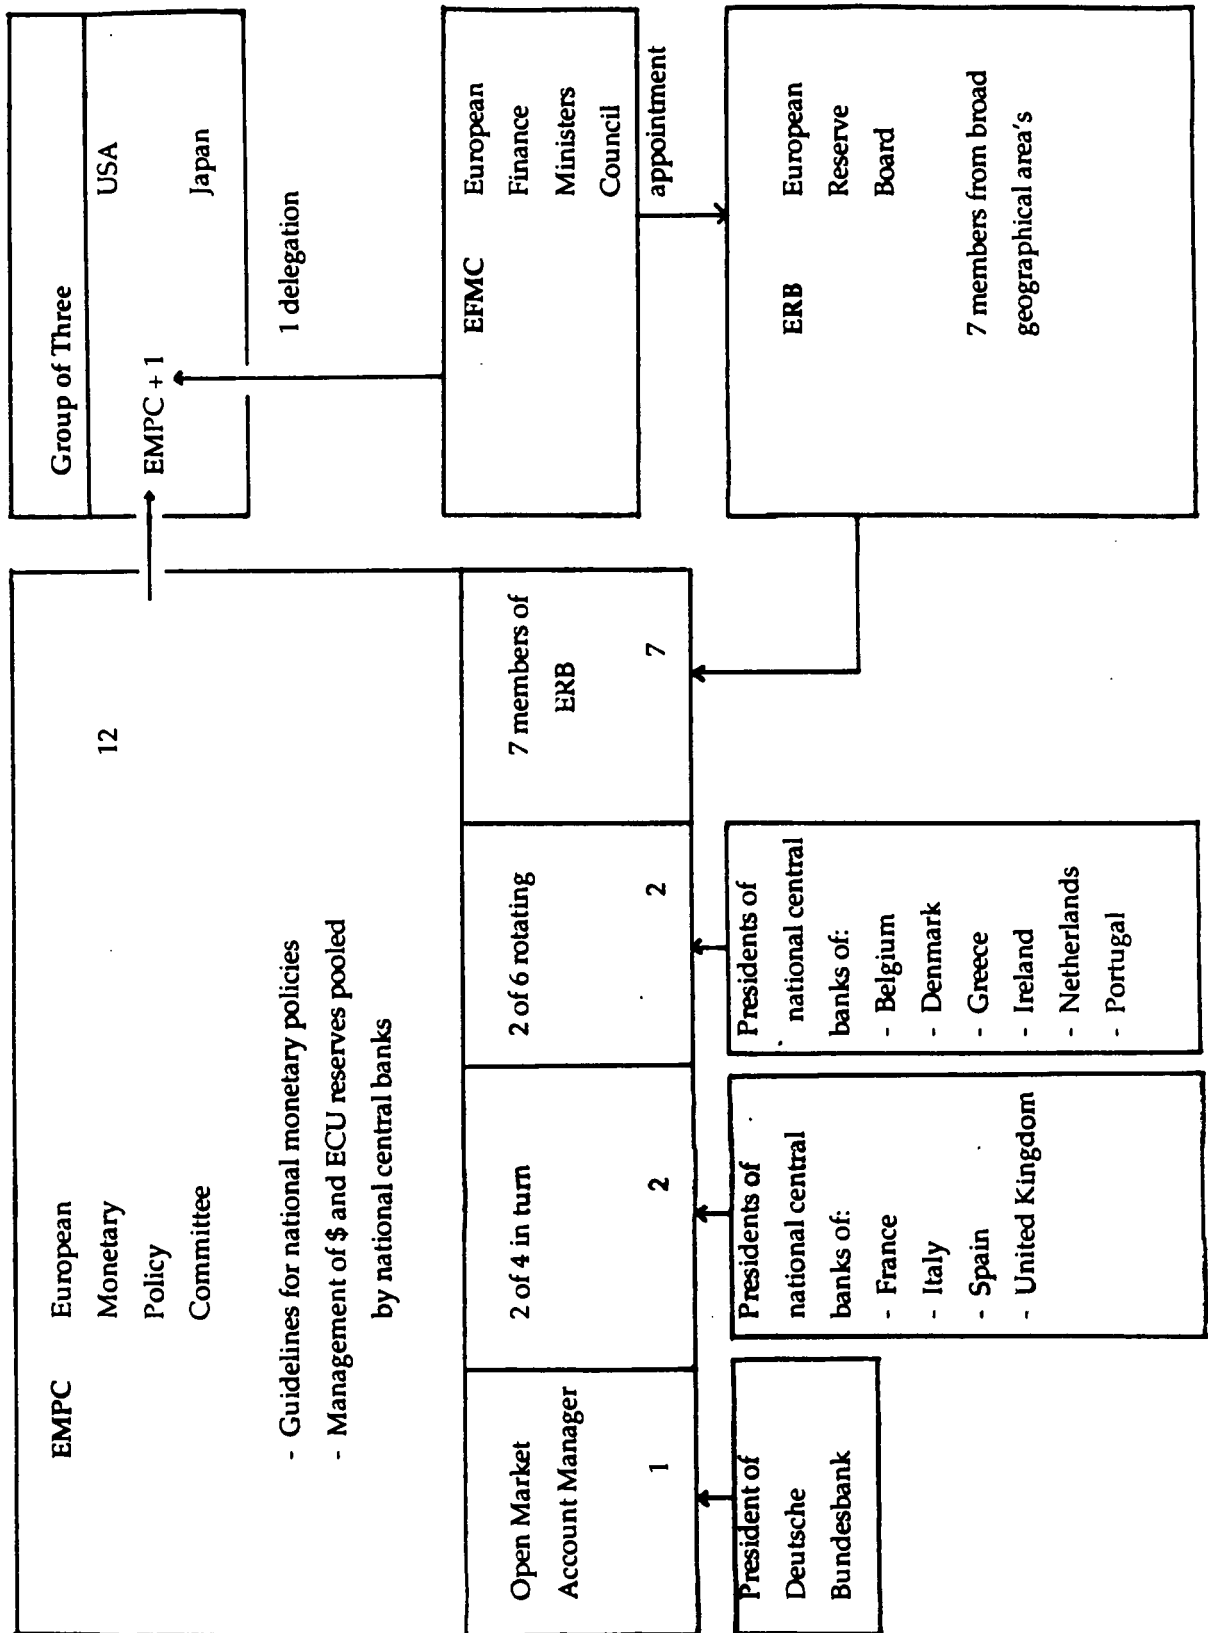 EMPC European
Monetary
Policy
Committee
12
- Guidelines for national monetary policies
- Management of $ and ECU reserves pooled
by national central banks
Open Market
Account Manager
1
2 of 4 in turn
2
2 of 6 rotating
2
7 members of
ERB
7
President of
Deutsche
Bundesbank
Presidents of
national central
banks of:
- France
- Italy
- Spain
- United Kingdom
Presidents of
national central
banks of:
- Belgium
- Denmark
- Greece
- Ireland
- Netherlands
- Portugal
Group of Three
USA
EMPC + 1
Japan
1 delegation
EFMC European
Finance
Ministers
Council
appointment
ERB European
Reserve
Board
7 members from broad
geographical area's